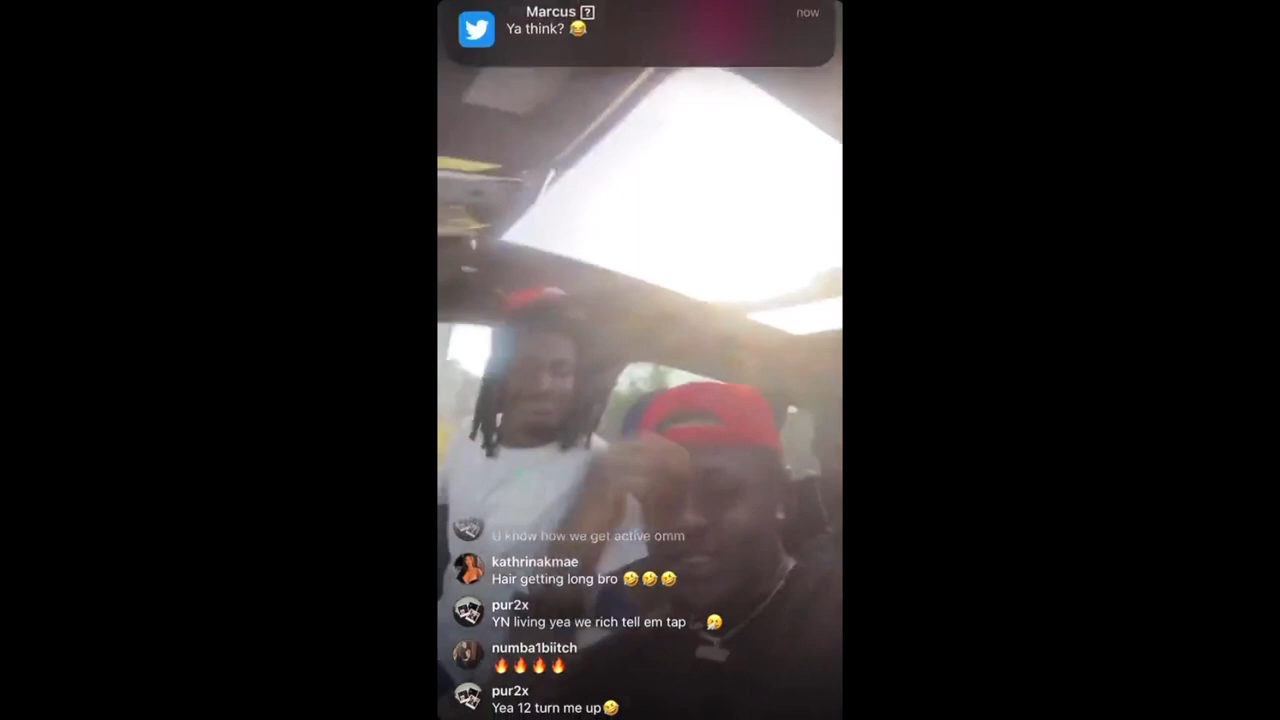 Marcus
now
Ya think? 😂
U know how we get active omm
kathrinakmae
Hair getting long bro 🤣🤣🤣
pur2x
YN living yea we rich tell em tap 🤧
numba1biitch
🔥🔥🔥🔥
pur2x
Yea 12 turn me up🤣